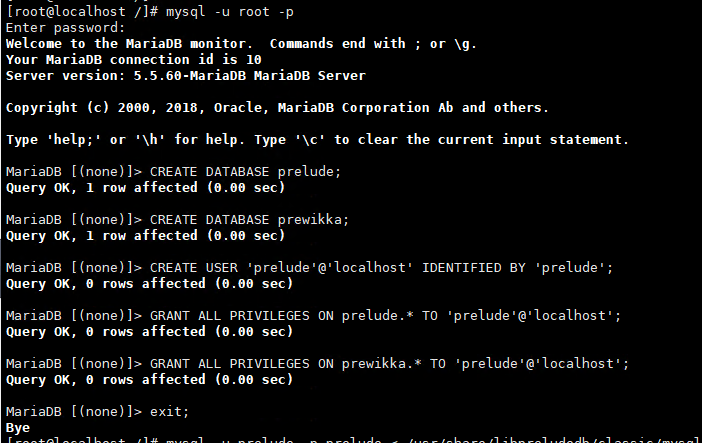 [root@localhost /]# mysql -u root -p
Enter password:
Welcome to the MariaDB monitor.  Commands end with ; or \g.
Your MariaDB connection id is 10
Server version: 5.5.60-MariaDB MariaDB Server
Copyright (c) 2000, 2018, Oracle, MariaDB Corporation Ab and others.
Type 'help;' or '\h' for help. Type '\c' to clear the current input statement.
MariaDB [(none)]> CREATE DATABASE prelude;
Query OK, 1 row affected (0.00 sec)
MariaDB [(none)]> CREATE DATABASE prewikka;
Query OK, 1 row affected (0.00 sec)
MariaDB [(none)]> CREATE USER 'prelude'@'localhost' IDENTIFIED BY 'prelude';
Query OK, 0 rows affected (0.00 sec)
MariaDB [(none)]> GRANT ALL PRIVILEGES ON prelude.* TO 'prelude'@'localhost';
Query OK, 0 rows affected (0.00 sec)
MariaDB [(none)]> GRANT ALL PRIVILEGES ON prewikka.* TO 'prelude'@'localhost';
Query OK, 0 rows affected (0.00 sec)
MariaDB [(none)]> exit;
Bye
[root@localhost /]# mysql -u prelude -p prelude < /usr/share/libpreludedb/classic/mysql